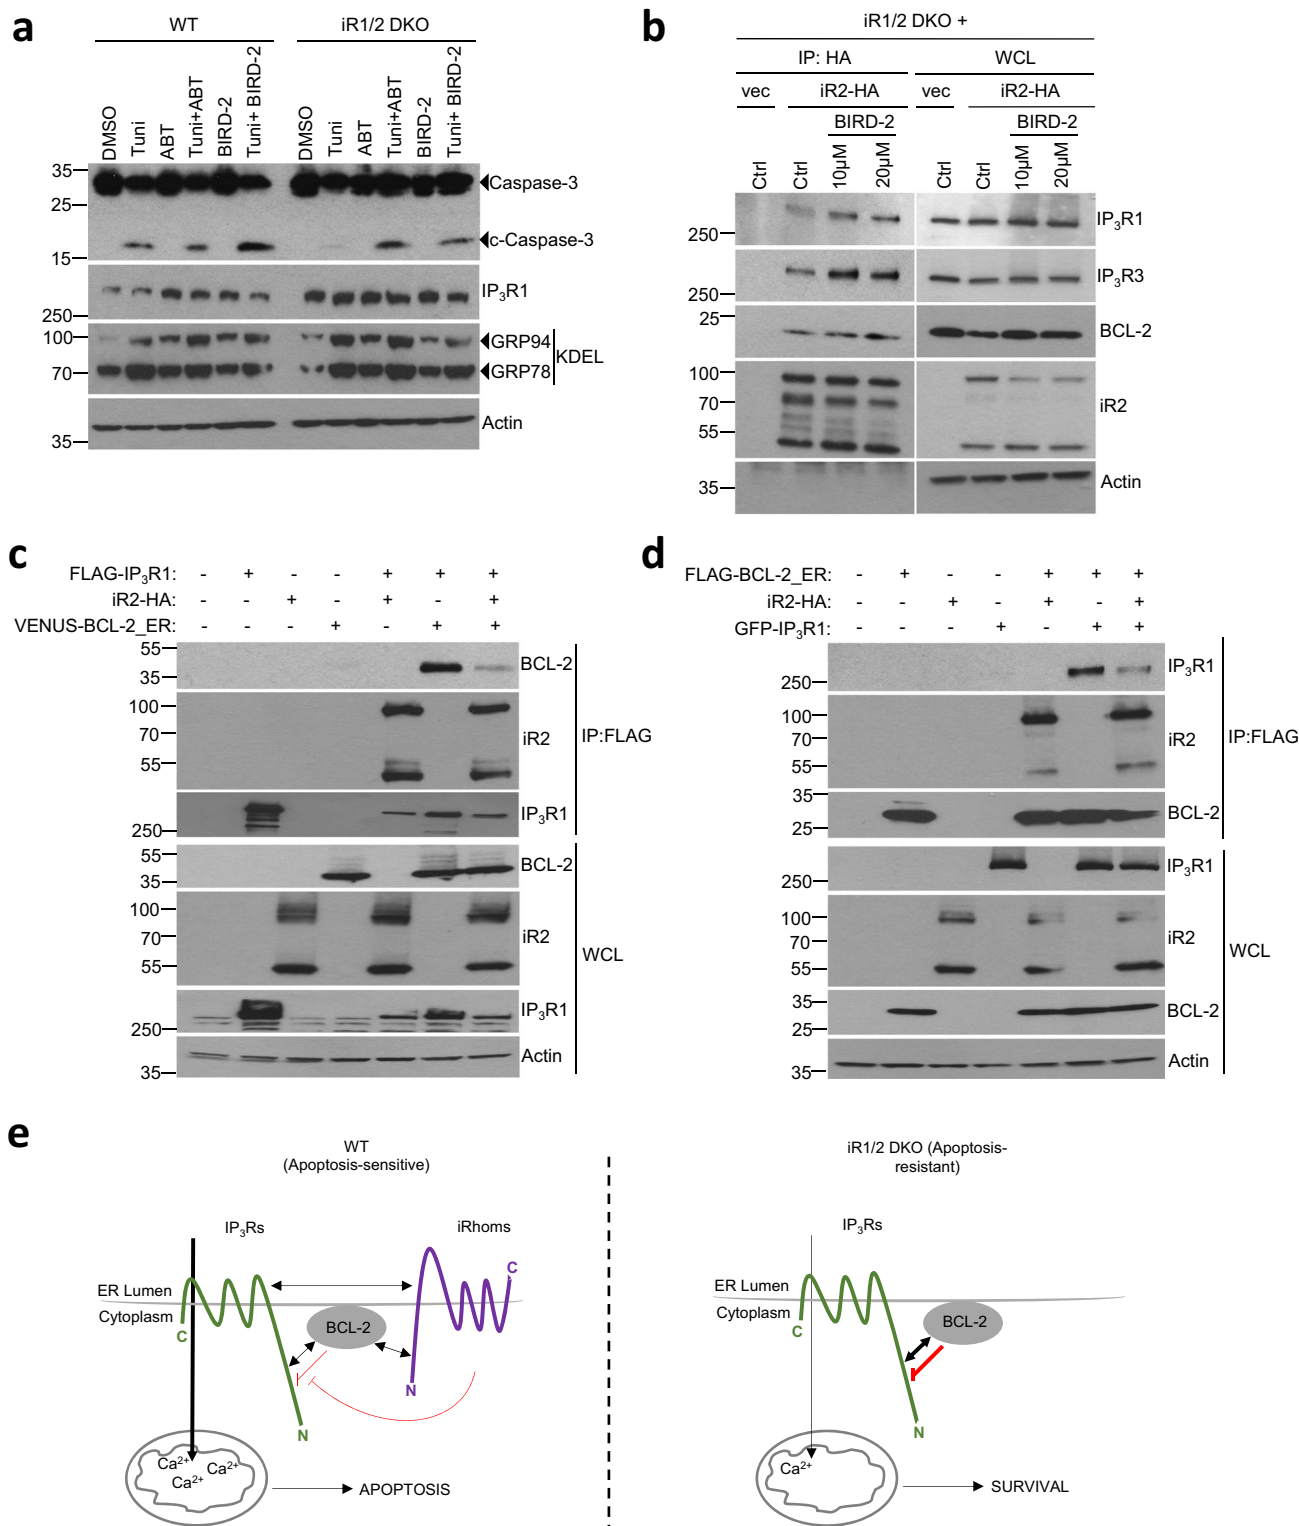 a
WT
iR1/2 DKO
DMSO
Tuni
ABT
Tuni+ABT
BIRD-2
Tuni+ BIRD-2
DMSO
Tuni
ABT
Tuni+ABT
BIRD-2
Tuni+ BIRD-2
35
25
15
Caspase-3
c-Caspase-3
250
IP₃R1
100
70
GRP94
GRP78
KDEL
35
Actin
b
iR1/2 DKO +
IP: HA
WCL
vec
iR2-HA
vec
iR2-HA
BIRD-2
BIRD-2
Ctrl
Ctrl
10µM
20µM
Ctrl
Ctrl
10µM
20µM
250
IP₃R1
250
IP₃R3
25
BCL-2
100
70
55
iR2
35
Actin
c
FLAG-IP₃R1: - + - - + + +
iR2-HA: - - + - + - +
VENUS-BCL-2_ER: - - - + - + +
55
35
BCL-2
100
70
55
iR2
250
IP₃R1
IP:FLAG
55
35
BCL-2
100
70
55
iR2
250
IP₃R1
35
Actin
WCL
d
FLAG-BCL-2_ER: - + - - + + +
iR2-HA: - - + - + - +
GFP-IP₃R1: - - - + - + +
250
IP₃R1
100
70
55
iR2
35
25
BCL-2
IP:FLAG
250
IP₃R1
100
70
55
iR2
35
25
BCL-2
35
Actin
WCL
e
WT
(Apoptosis-sensitive)
IP₃Rs
iRhoms
ER Lumen
Cytoplasm
C
C
BCL-2
N
N
Ca²⁺
Ca²⁺
Ca²⁺
APOPTOSIS
iR1/2 DKO (Apoptosis-
resistant)
IP₃Rs
ER Lumen
Cytoplasm
C
BCL-2
N
Ca²⁺
SURVIVAL